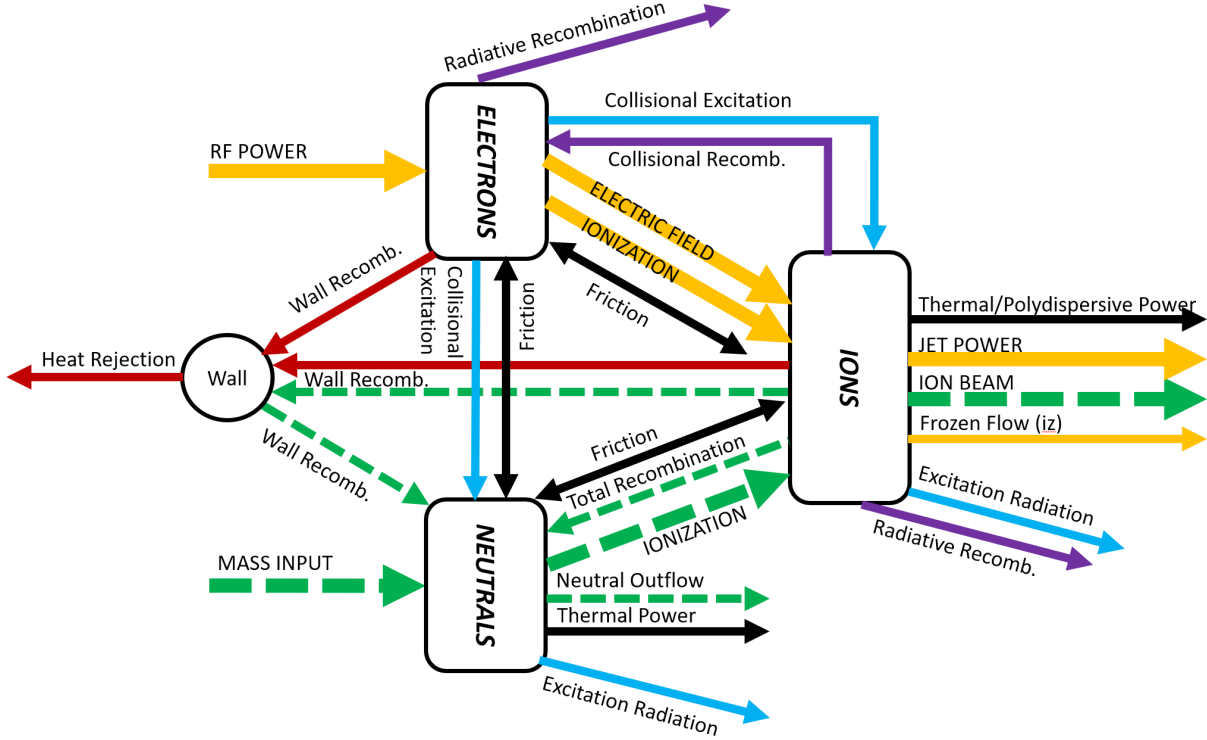 Radiative Recombination
ELECTRONS
Collisional Excitation
Collisional Recomb.
RF POWER
ELECTRIC FIELD
IONIZATION
Wall Recomb.
Collisional
Excitation
Friction
Friction
Thermal/Polydispersive Power
JET POWER
ION BEAM
Frozen Flow (iz)
IONS
Heat Rejection
Wall
Wall Recomb.
Wall Recomb.
Friction
Total Recombination
IONIZATION
Excitation Radiation
Radiative Recomb.
MASS INPUT
NEUTRALS
Neutral Outflow
Thermal Power
Excitation Radiation